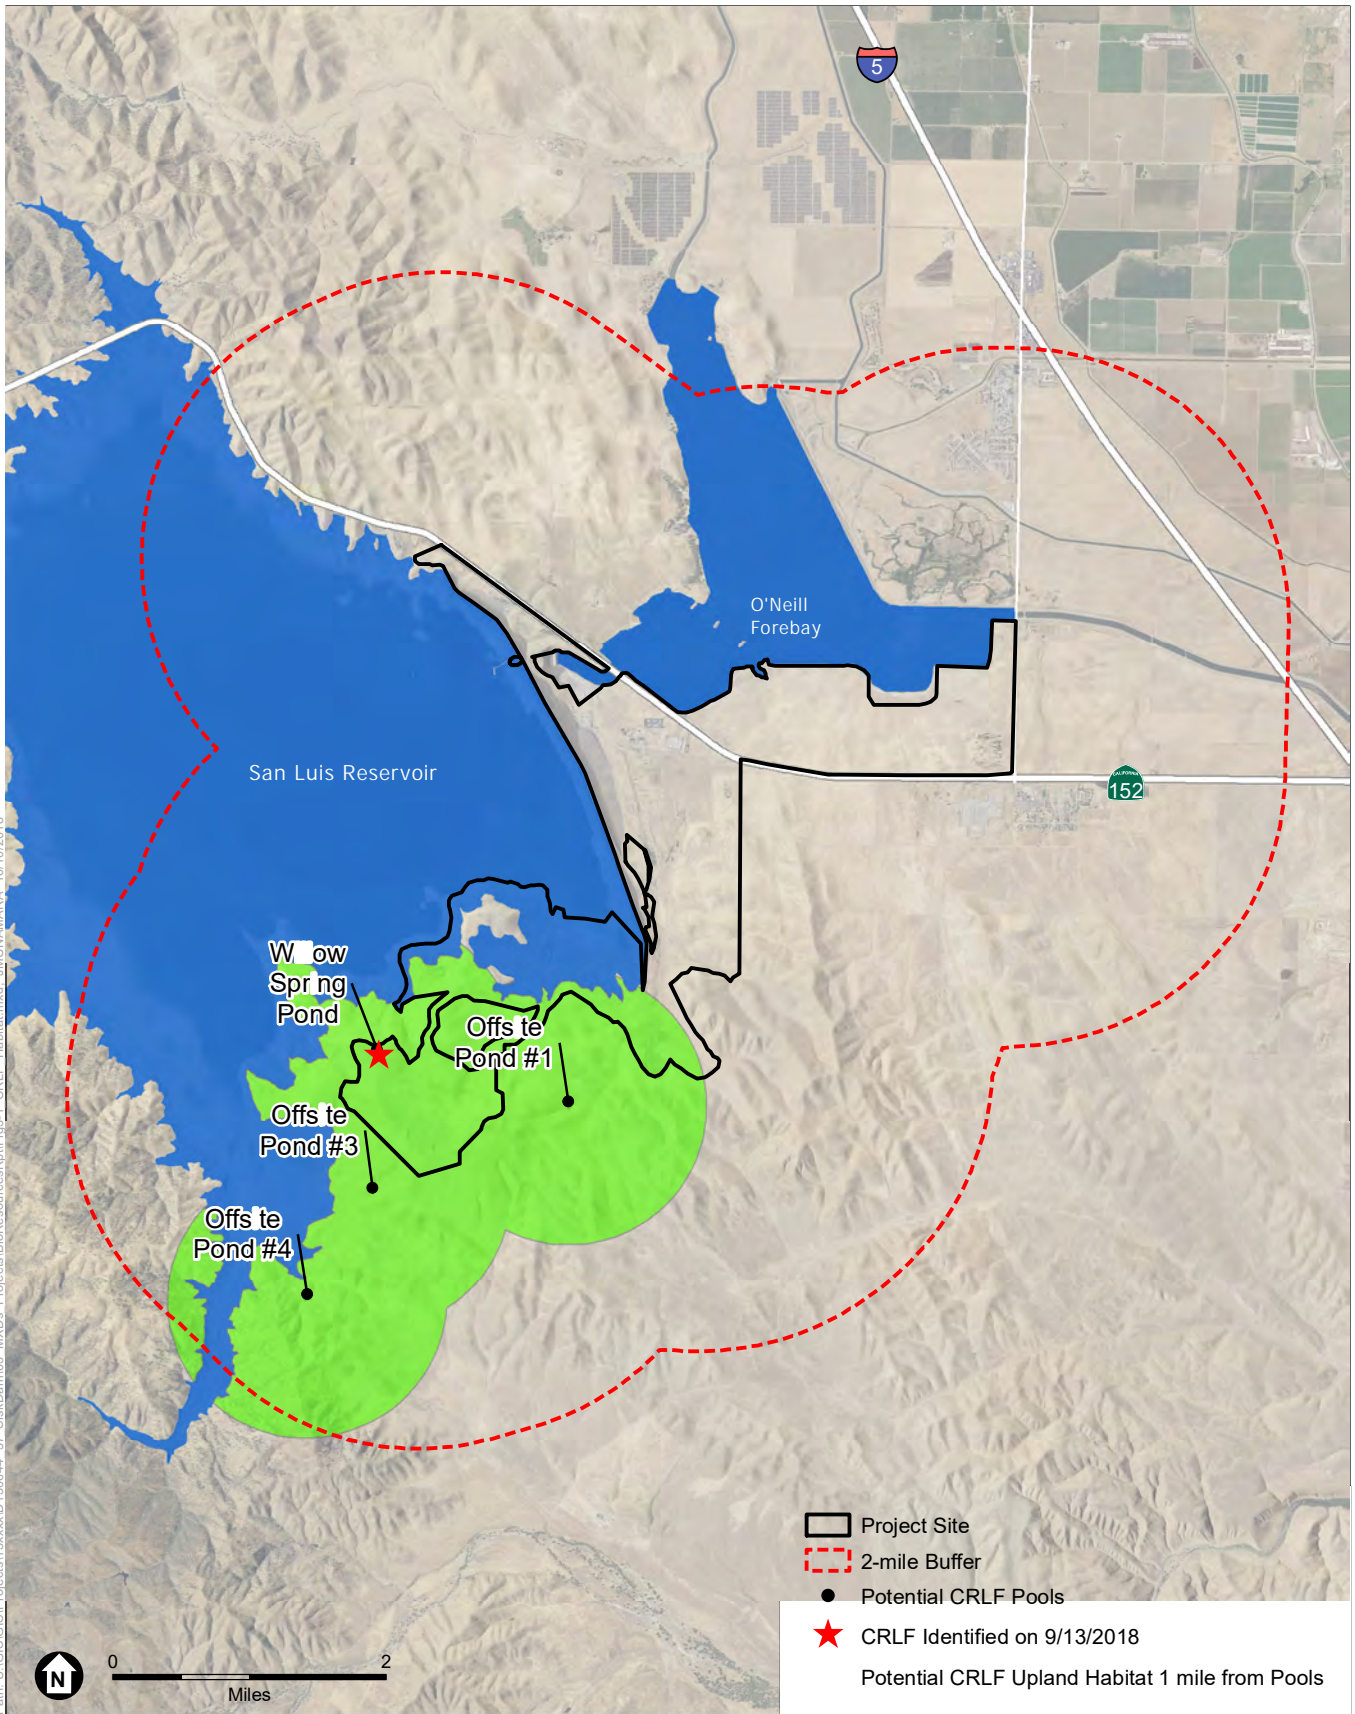 5
O'Neill
Forebay
San Luis Reservoir
CALIFORNIA
152
W ow
Spr ng
Pond
Offs te
Pond #1
Offs te
Pond #3
Offs te
Pond #4
Project Site
2-mile Buffer
Potential CRLF Pools
CRLF Identified on 9/13/2018
Potential CRLF Upland Habitat 1 mile from Pools
N
0 2
Miles